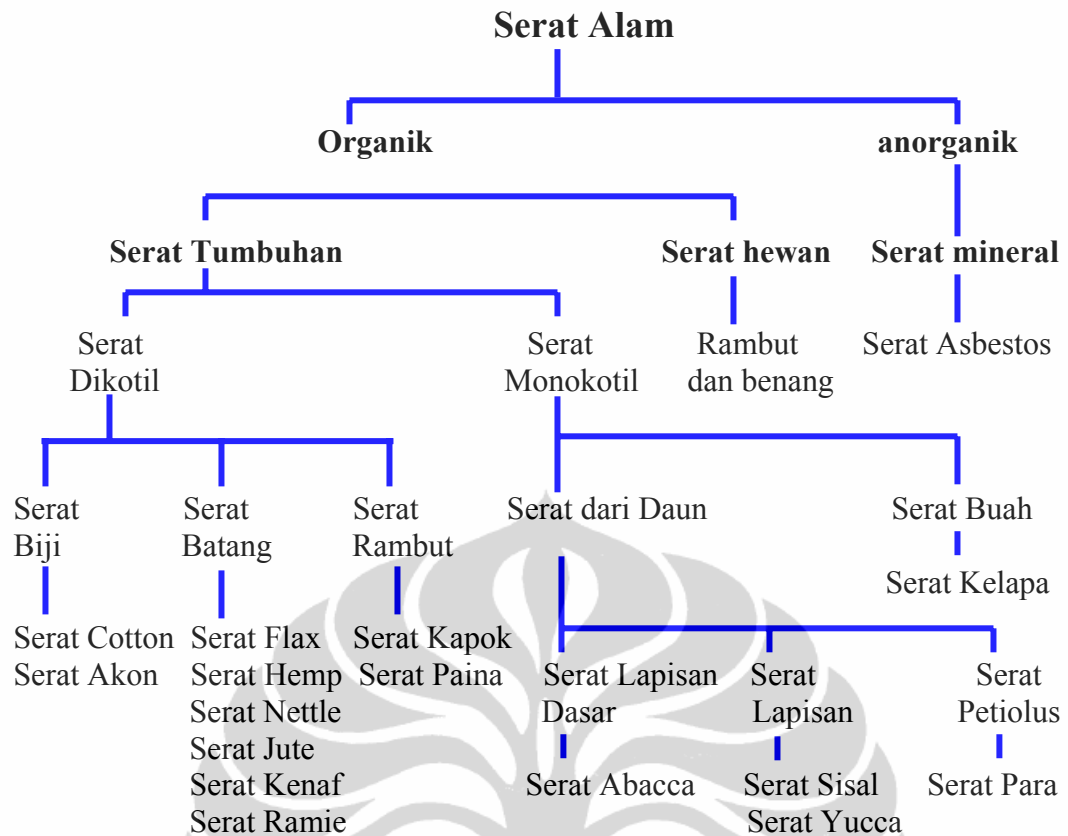 Serat Alam
Organik
anorganik
Serat Tumbuhan
Serat hewan
Serat mineral
Serat
Dikotil
Serat
Monokotil
Rambut
dan benang
Serat Asbestos
Serat
Biji
Serat
Batang
Serat
Rambut
Serat dari Daun
Serat Buah
Serat Kelapa
Serat Cotton
Serat Akon
Serat Flax
Serat Hemp
Serat Nettle
Serat Jute
Serat Kenaf
Serat Ramie
Serat Kapok
Serat Paina
Serat Lapisan
Dasar
Serat
Lapisan
Serat
Petiolus
Serat Abacca
Serat Sisal
Serat Yucca
Serat Para